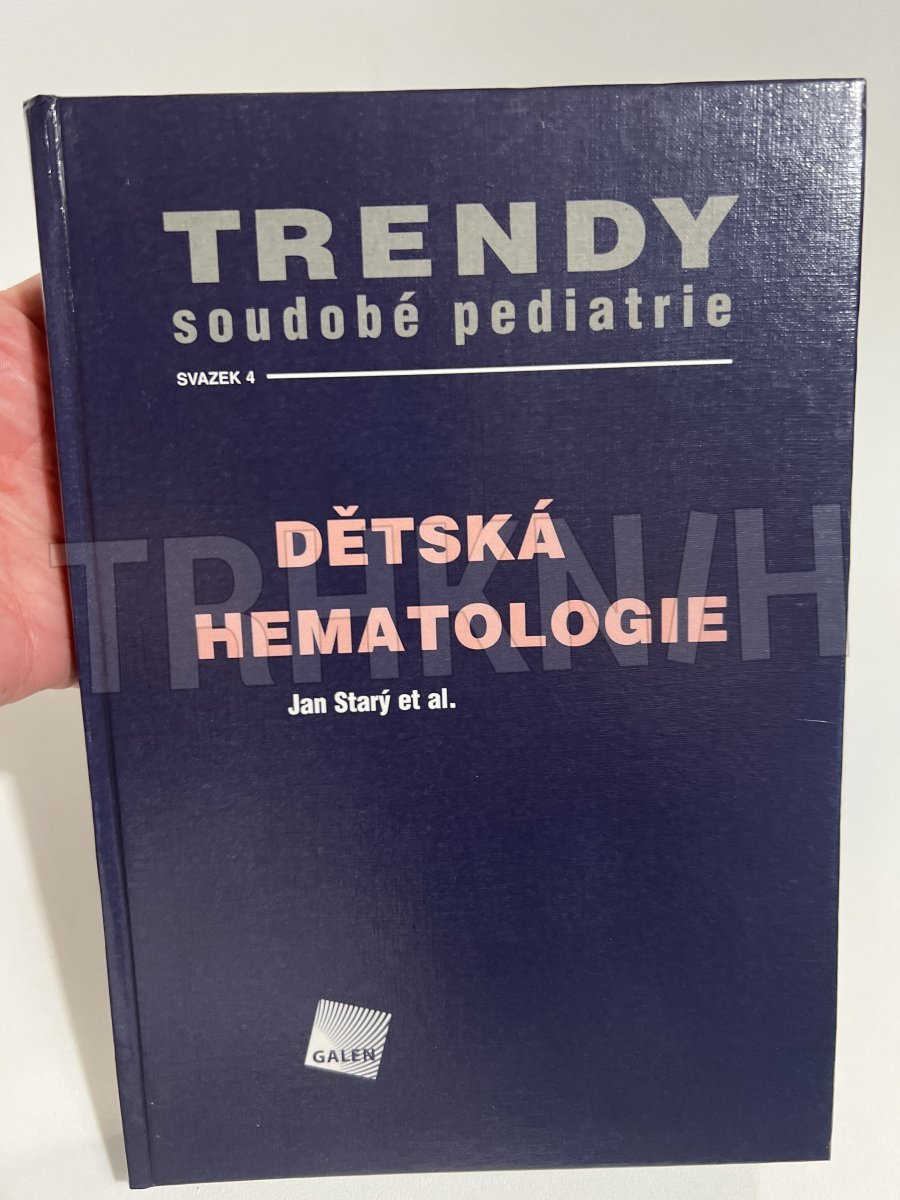 TRENDY
soudobé pediatrie
SVAZEK 4
DĚTSKÁ
HEMATOLOGIE
TRHKNIH
Jan Starý et al.
GALEN